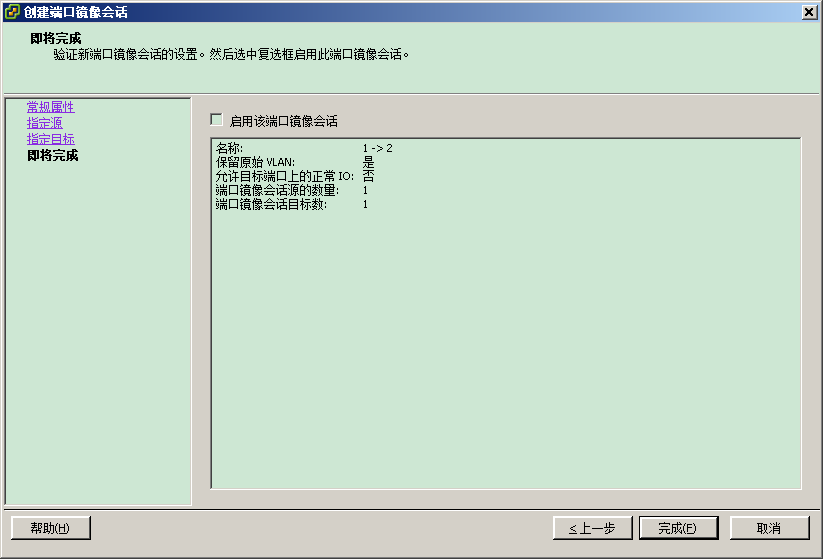 创建端口镜像会话
即将完成
验证新端口镜像会话的设置。然后选中复选框启用此端口镜像会话。
常规属性
指定源
指定目标
即将完成
启用该端口镜像会话
名称: 1 -> 2
保留原始 VLAN: 是
允许目标端口上的正常 IO: 否
端口镜像会话源的数量: 1
端口镜像会话目标数: 1
帮助(H)
≤ 上一步
完成(F)
取消